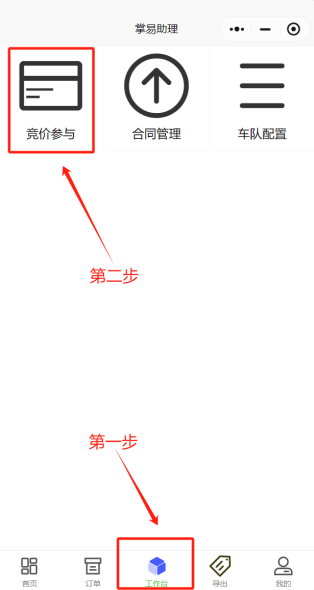 掌易助理
竞价参与
合同管理
车队配置
第二步
第一步
首页
订单
工作台
导出
我的